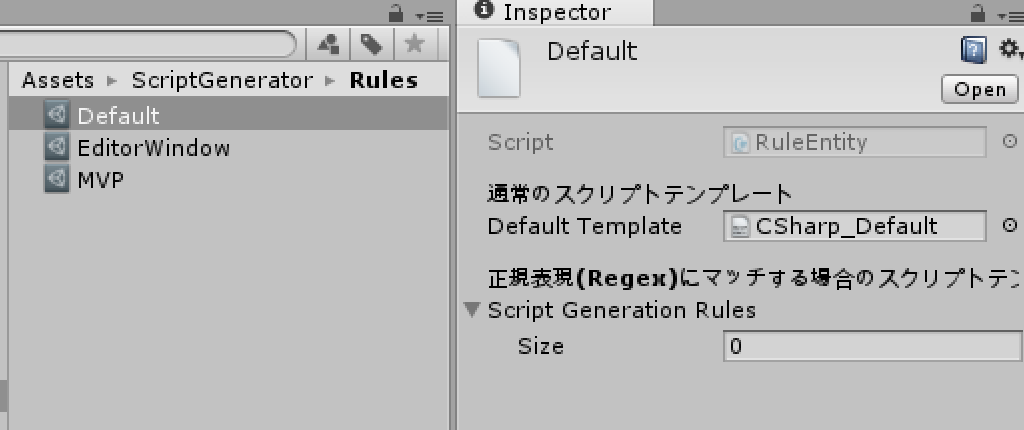 Assets ▸ ScriptGenerator ▸ Rules
Default
EditorWindow
MVP
Inspector
Default
Open
Script RuleEntity
通常のスクリプトテンプレート
Default Template CSharp_Default
正規表現(Regex)にマッチする場合のスクリプトテン
Script Generation Rules
Size 0